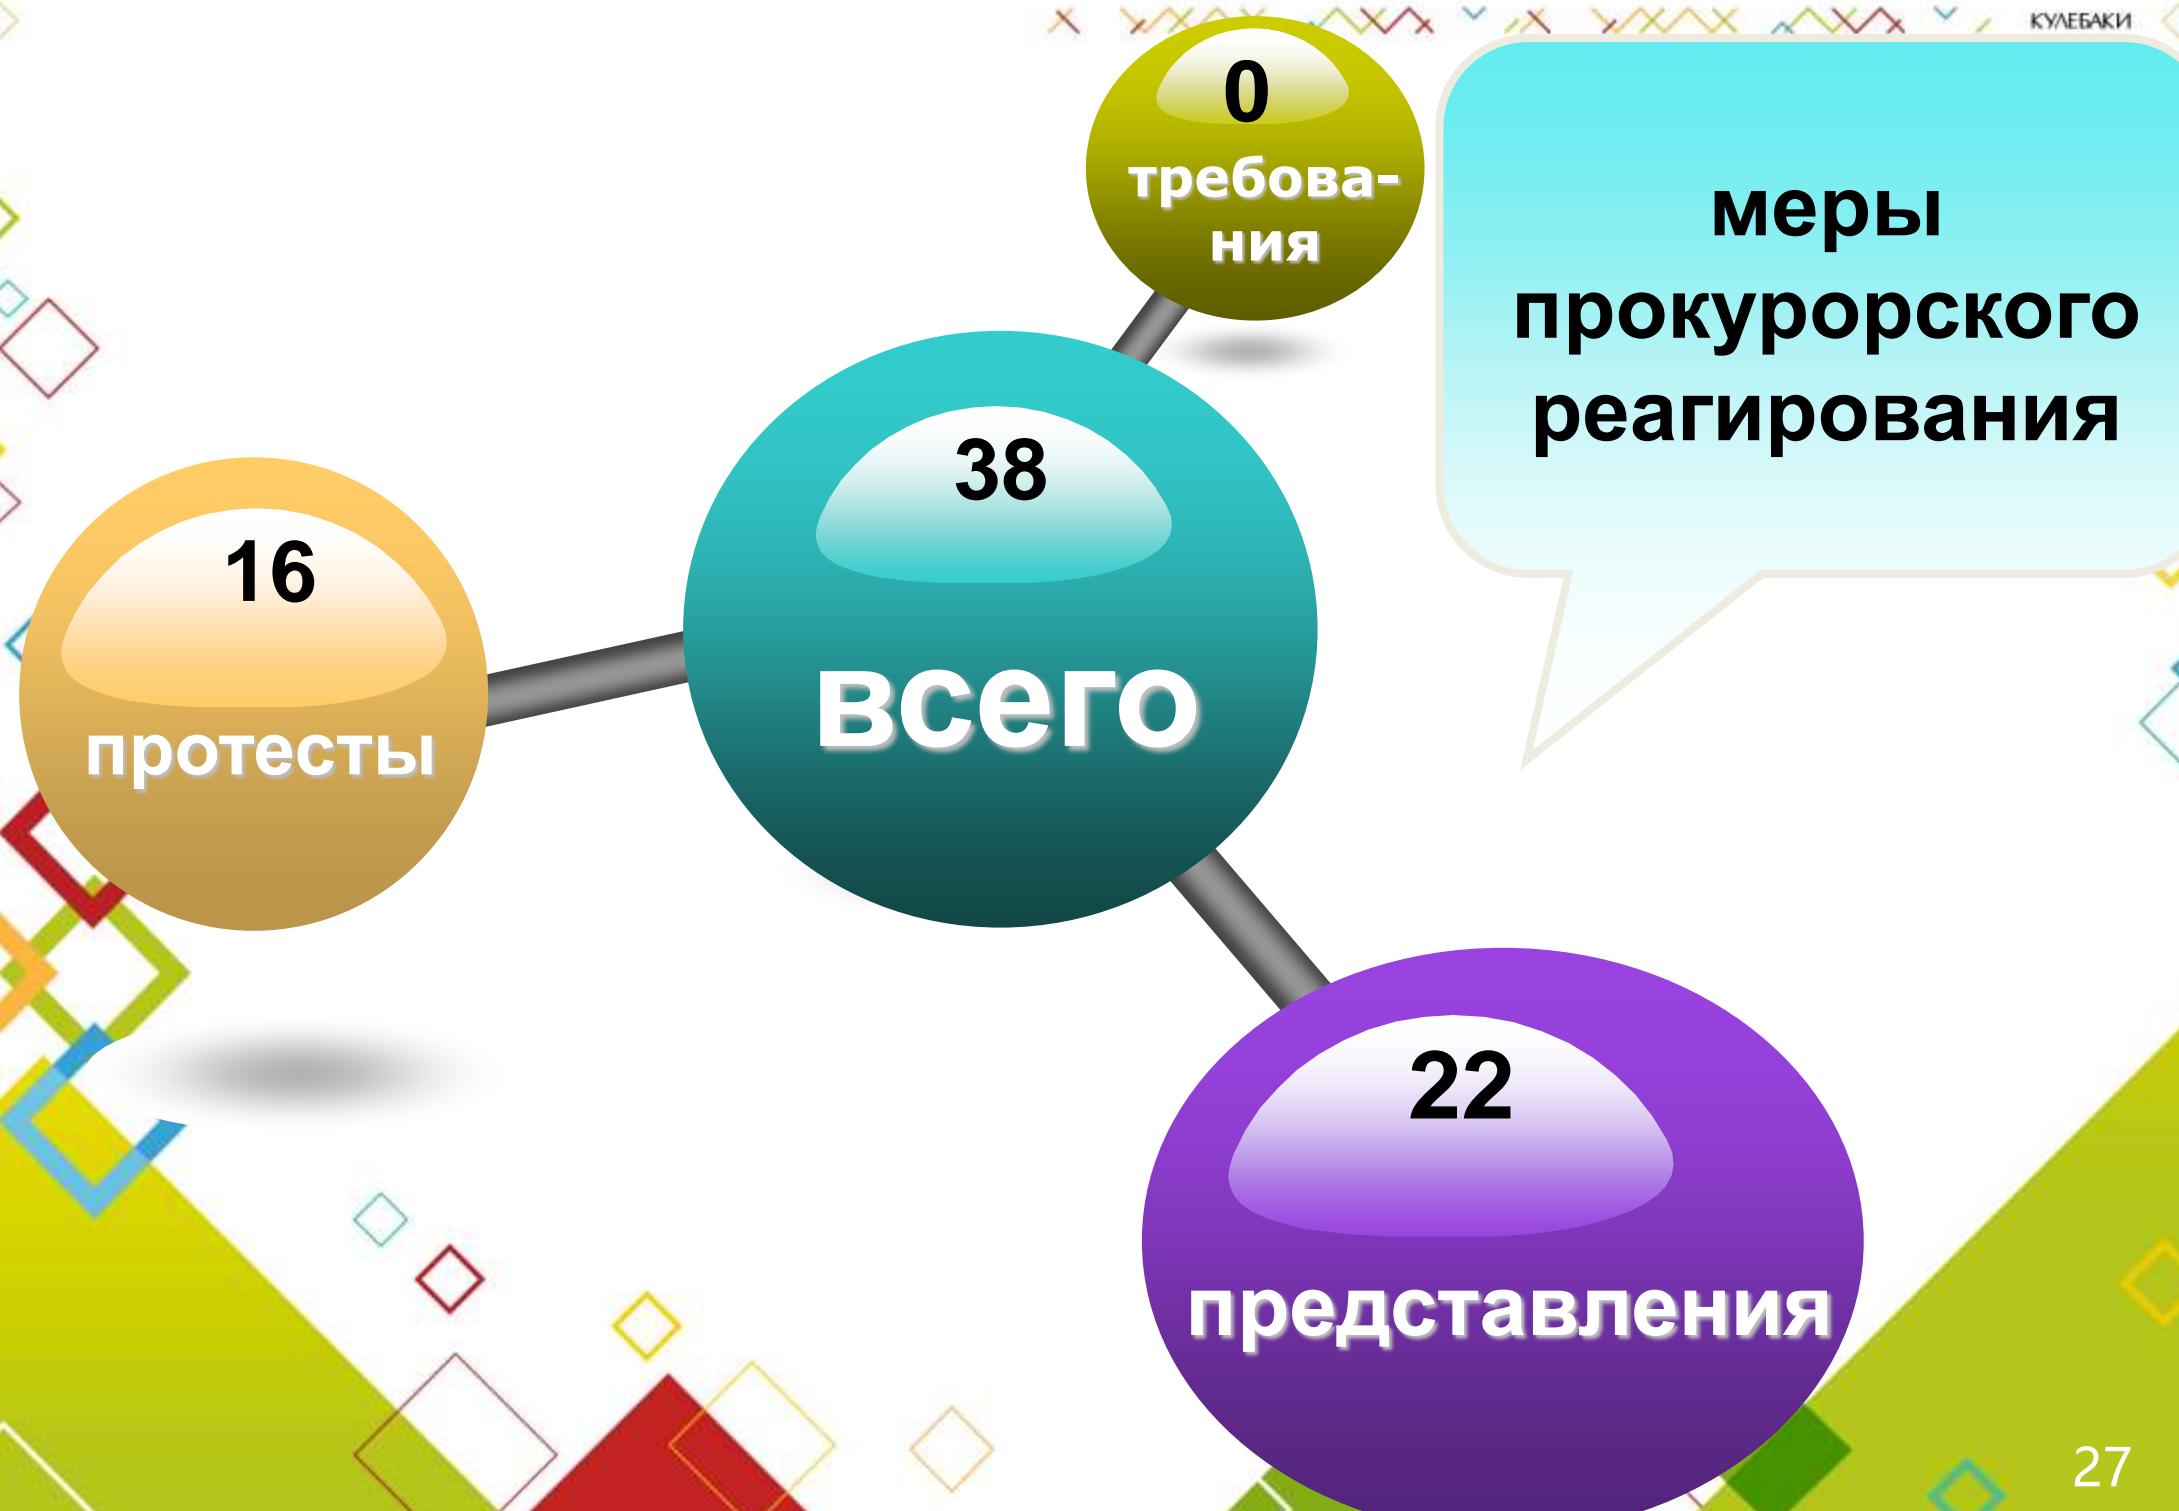 КУЛЕБАКИ
0
требова-
ния
меры
прокурорского
реагирования
38
всего
16
протесты
22
представления
27